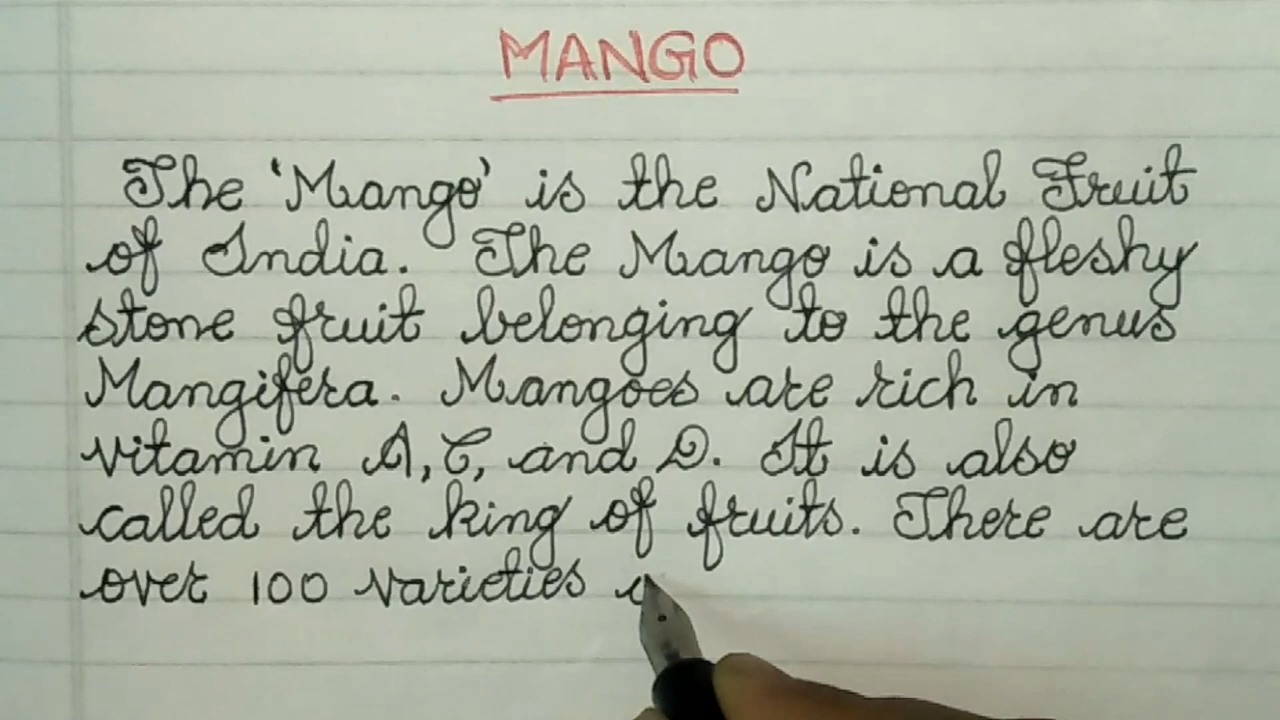 MANGO
The 'Mango' is the National Fruit
of India. The Mango is a fleshy
stone fruit belonging to the genus
Mangifera. Mangoes are rich in
vitamin A, C, and D. It is also
called the king of fruits. There are
over 100 varieties